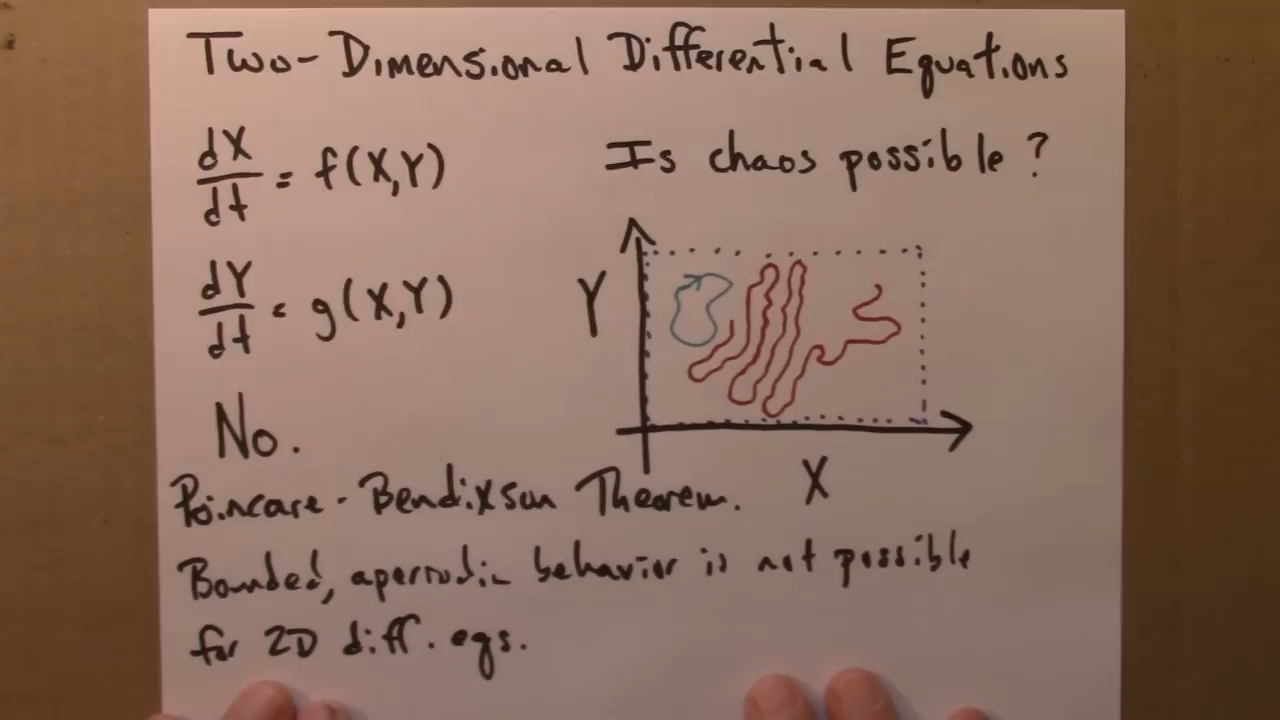 Two-Dimensional Differential Equations
dX/dt = f(X,Y)
Is chaos possible?
dY/dt = g(X,Y)
Y
No.
X
Poincare-Bendixson Theorem.
Bounded, aperiodic behavior is not possible
for 2D diff. eqs.